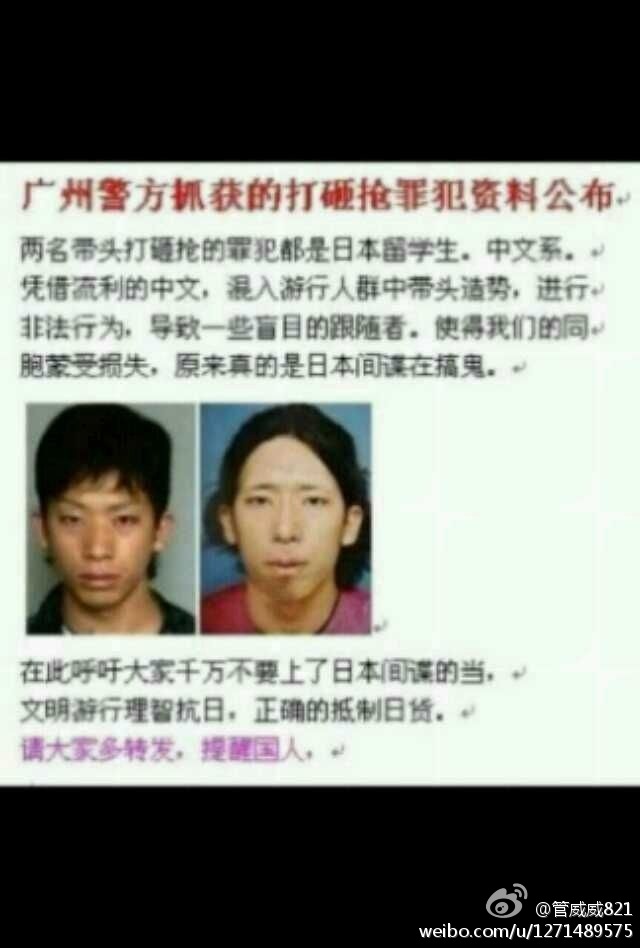 广州警方抓获的打砸抢罪犯资料公布
两名带头打砸抢的罪犯都是日本留学生。中文系。
凭借流利的中文，混入游行人群中带头造势，进行
非法行为，导致一些盲目的跟随者。使得我们的同
胞蒙受损失，原来真的是日本间谍在搞鬼。
在此呼吁大家千万不要上了日本间谍的当，
文明游行理智抗日，正确的抵制日货。
请大家多转发，提醒国人，
@管威威821
weibo.com/u/1271489575